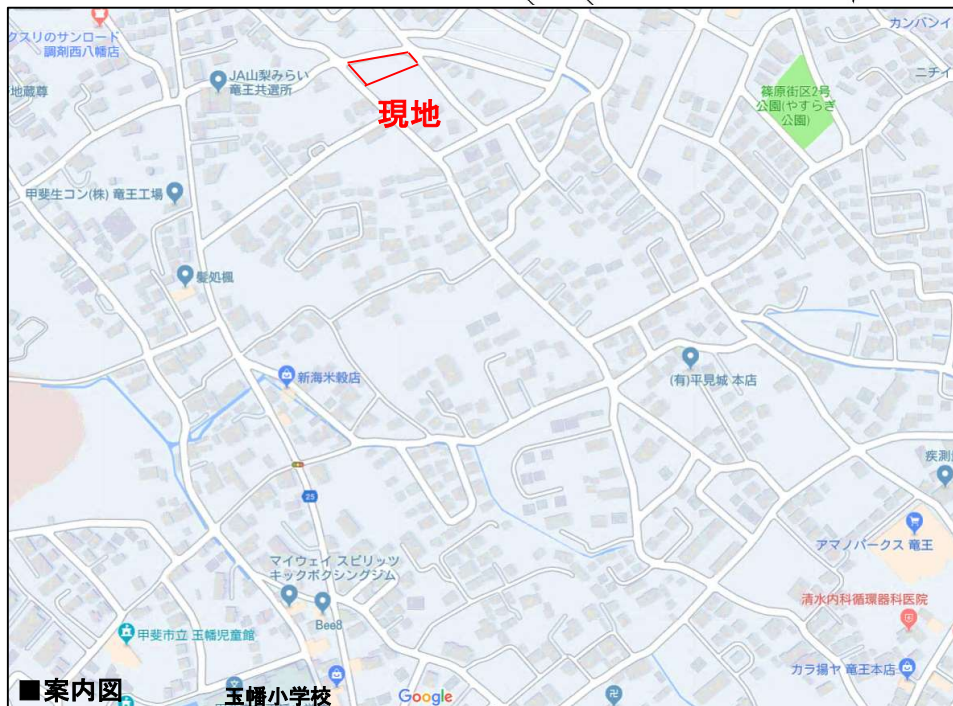 クスリのサンロード
調剤西八幡店
カンバンイ
JA山梨みらい
竜王共選所
地蔵尊
ニチイ
篠原街区2号
公園(やすらぎ
公園)
現地
甲斐生コン(株) 竜王工場
髪処楓
新海米穀店
(有)平見城 本店
疾測
25
アマノパークス 竜王
マイウェイ スピリッツ
キックボクシングジム
清水内科循環器科医院
Bee8
甲斐市立 玉幡児童館
カラ揚ヤ 竜王本店
■案内図
玉幡小学校
Google